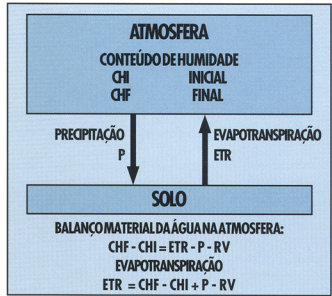 ATMOSFERA
CONTEÚDO DE HUMIDADE
CHI INICIAL
CHF FINAL
PRECIPITAÇÃO EVAPOTRANSPIRAÇÃO
P ETR
SOLO
BALANÇO MATERIAL DA ÁGUA NA ATMOSFERA:
CHF - CHI = ETR - P - RV
EVAPOTRANSPIRAÇÃO
ETR = CHF - CHI + P - RV